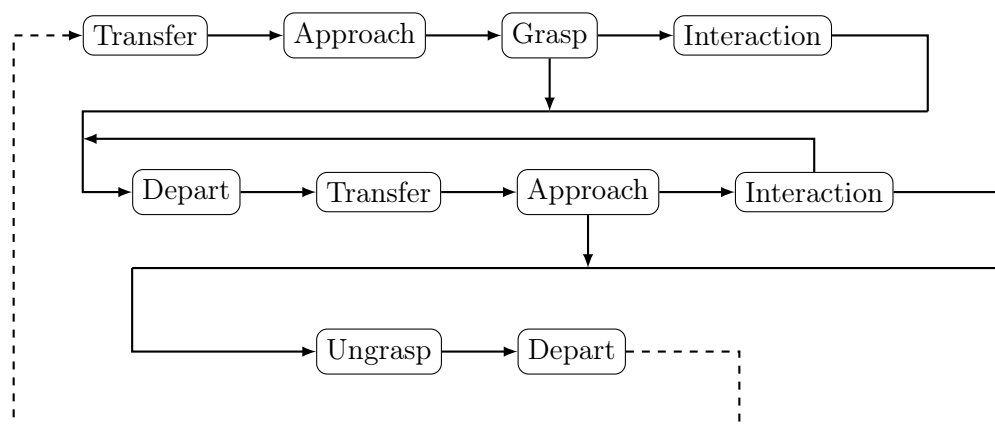 Transfer Approach Grasp Interaction
Depart Transfer Approach Interaction
Ungrasp Depart